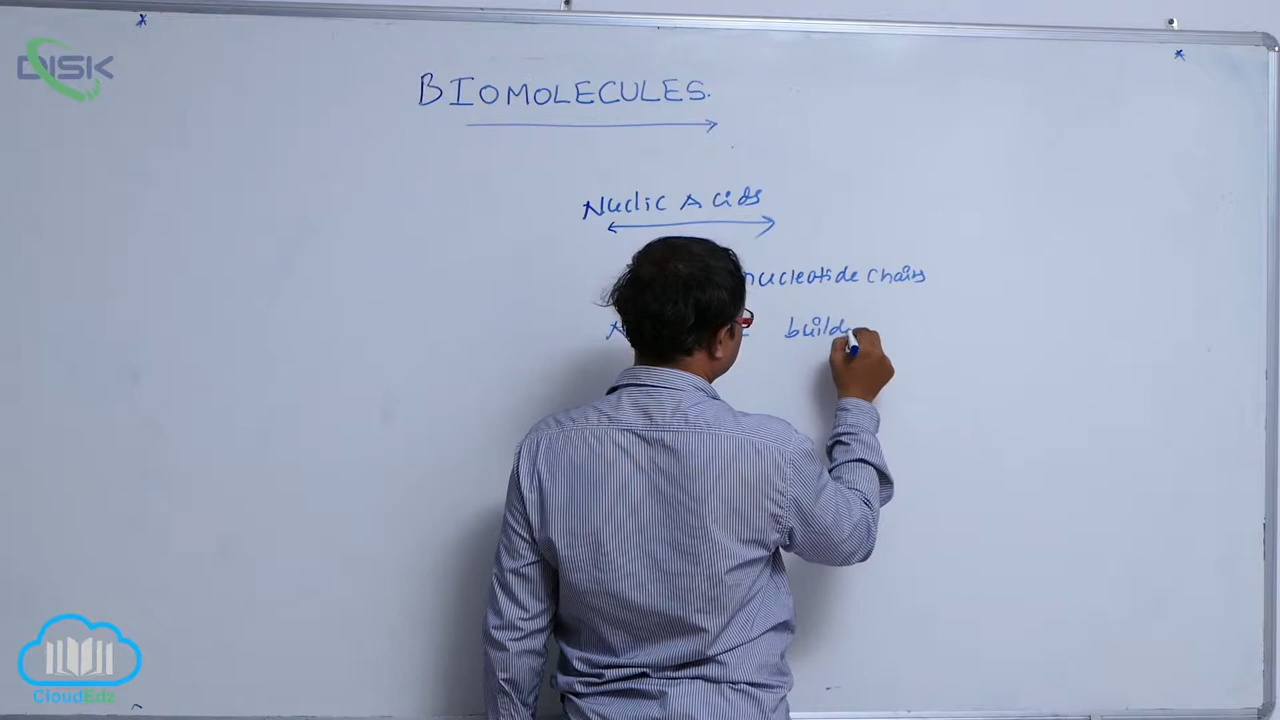 DISK
BIOMOLECULES.
Nuclic Acids
nucleotide chains
build
CloudEdz